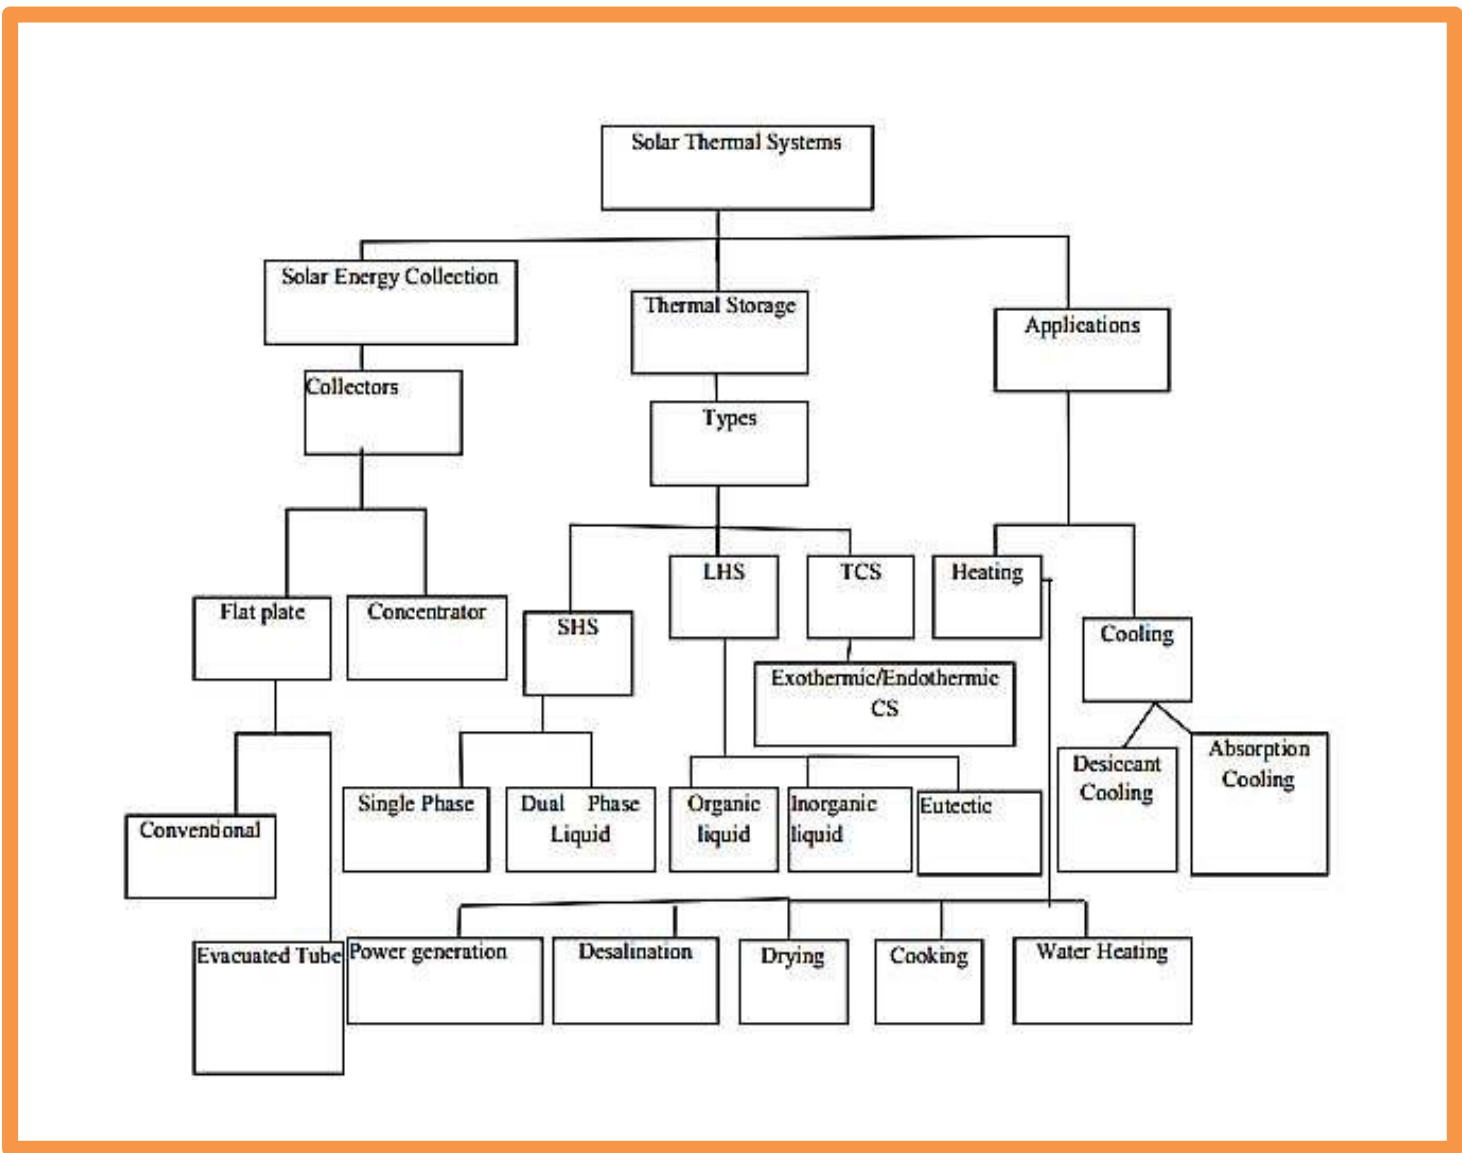 Solar Thermal Systems
Solar Energy Collection
Thermal Storage
Applications
Collectors
Types
LHS
TCS
Heating
Flat plate
Concentrator
SHS
Cooling
Exothermic/Endothermic
CS
Desiccant
Cooling
Absorption
Cooling
Single Phase
Dual Phase
Liquid
Organic
liquid
Inorganic
liquid
Eutectic
Conventional
Evacuated Tube
Power generation
Desalination
Drying
Cooking
Water Heating